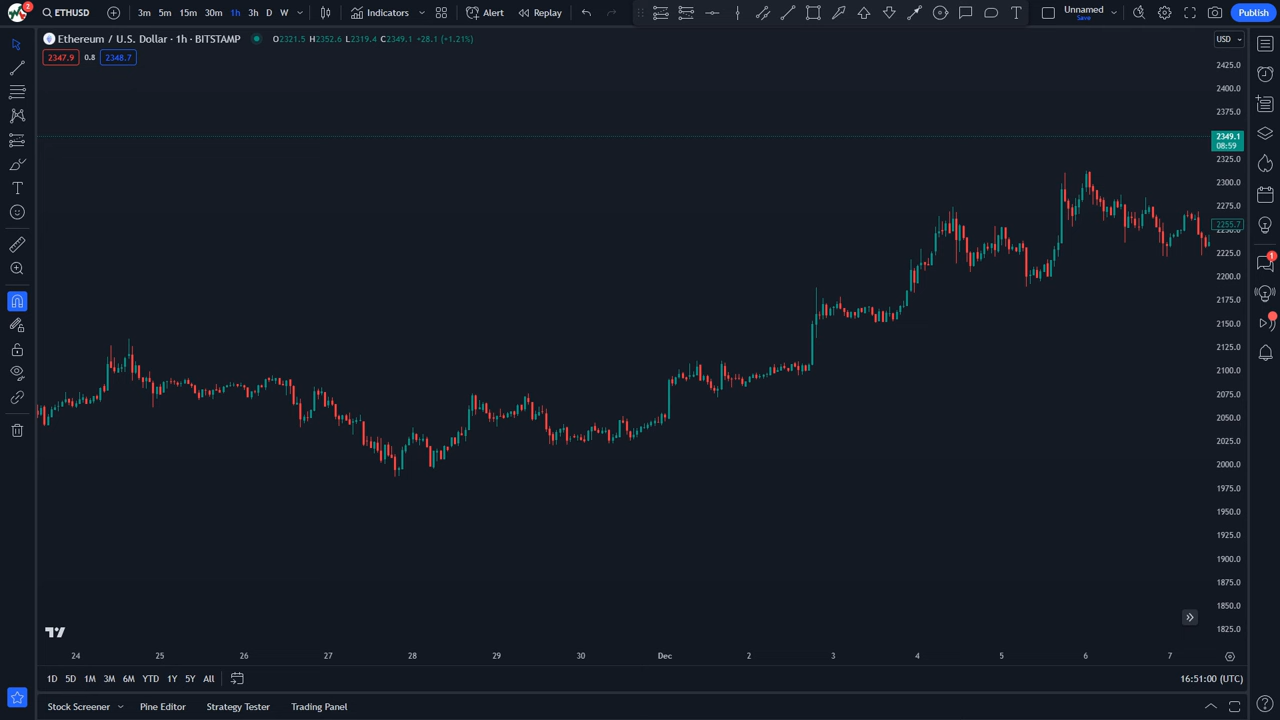 2
ETHUSD
3m 5m 15m 30m 1h 3h D W
Indicators
Alert
Replay
Unnamed
Save
Publish
Ethereum / U.S. Dollar · 1h · BITSTAMP
O2321.5 H2352.6 L2319.4 C2349.1 +28.1 (+1.21%)
2347.9 0.8 2348.7
USD
2425.0
2400.0
2375.0
2349.1
08:59
2325.0
2300.0
2275.0
2255.7
2250.0
2225.0
2200.0
2175.0
2150.0
2125.0
2100.0
2075.0
2050.0
2025.0
2000.0
1975.0
1950.0
1925.0
1900.0
1875.0
1850.0
1825.0
1
24 25 26 27 28 29 30 Dec 2 3 4 5 6 7
1D 5D 1M 3M 6M YTD 1Y 5Y All
16:51:00 (UTC)
Stock Screener Pine Editor Strategy Tester Trading Panel